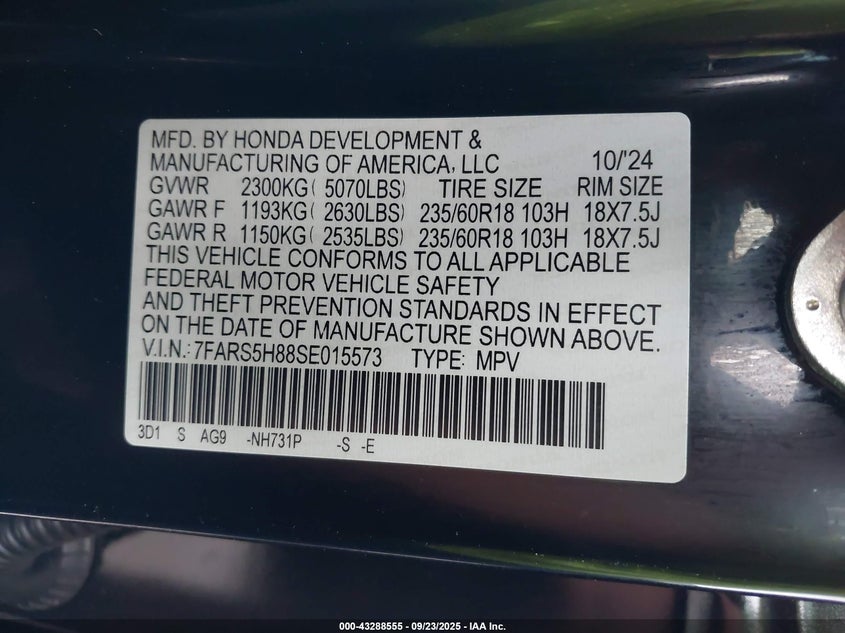 MFD. BY HONDA DEVELOPMENT &
MANUFACTURING OF AMERICA, LLC 10/'24
GVWR 2300KG( 5070LBS) TIRE SIZE RIM SIZE
GAWR F 1193KG( 2630LBS) 235/60R18 103H 18X7.5J
GAWR R 1150KG( 2535LBS) 235/60R18 103H 18X7.5J
THIS VEHICLE CONFORMS TO ALL APPLICABLE
FEDERAL MOTOR VEHICLE SAFETY
AND THEFT PREVENTION STANDARDS IN EFFECT
ON THE DATE OF MANUFACTURE SHOWN ABOVE.
V.I.N.: 7FARS5H88SE015573 TYPE: MPV
3D1 S AG9 -NH731P -S -E
000-43288555 - 09/23/2025 - IAA Inc.